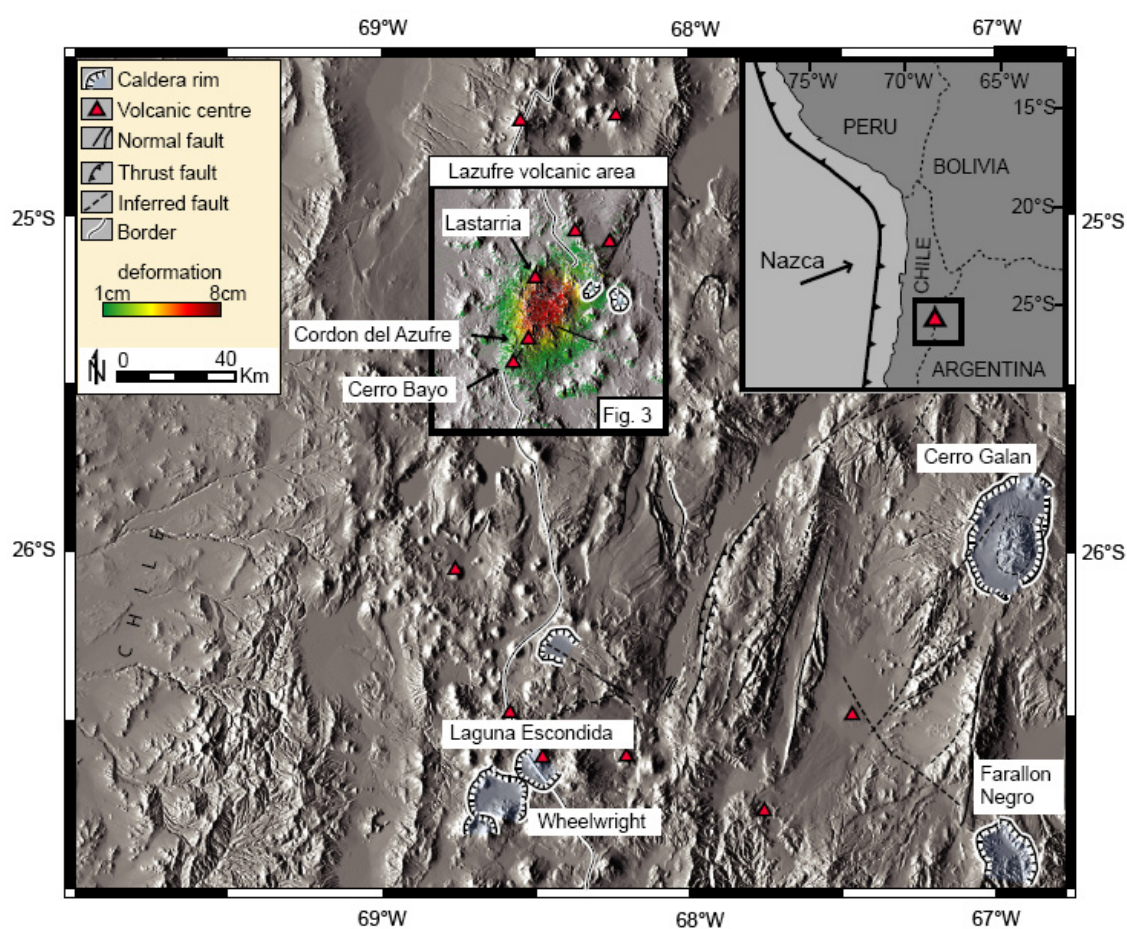 69°W 68°W 67°W
Caldera rim
Volcanic centre
Normal fault
Thrust fault
Inferred fault
Border
deformation
1cm 8cm
N 0 40
Km
Lazufre volcanic area
Lastarria
Cordon del Azufre
Cerro Bayo
Fig. 3
75°W 70°W 65°W
15°S
PERU
BOLIVIA
20°S
Nazca
CHILE
25°S
ARGENTINA
25°S 25°S
Cerro Galan
26°S 26°S
CHILE
Laguna Escondida
Wheelwright
Farallon
Negro
69°W 68°W 67°W